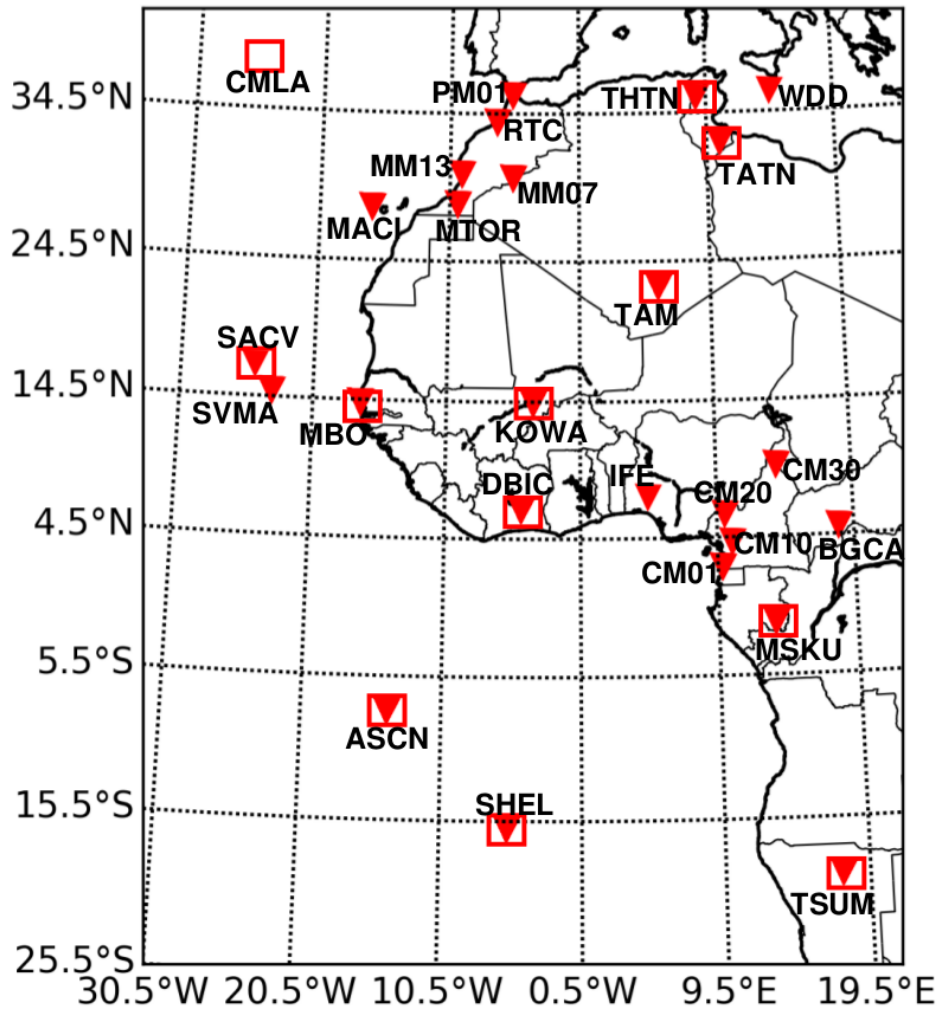 CMLA
34.5°N
PM01
THTN
WDD
RTC
TATN
MM13
MM07
MACI
MTOR
24.5°N
TAM
SACV
14.5°N
SVMA
MBO
KOWA
IFE
CM30
DBIC
CM20
4.5°N
CM10
BGCA
CM01
MSKU
5.5°S
ASCN
SHEL
15.5°S
TSUM
25.5°S
30.5°W 20.5°W 10.5°W 0.5°W 9.5°E 19.5°E